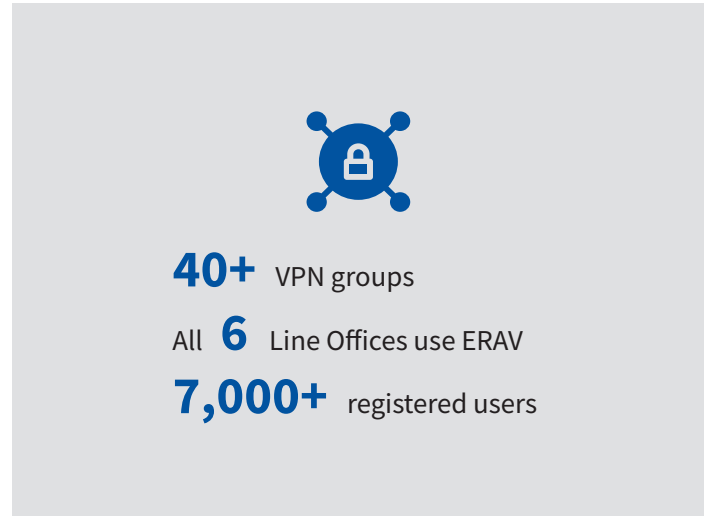 40+ VPN groups
All 6 Line Offices use ERAV
7,000+ registered users